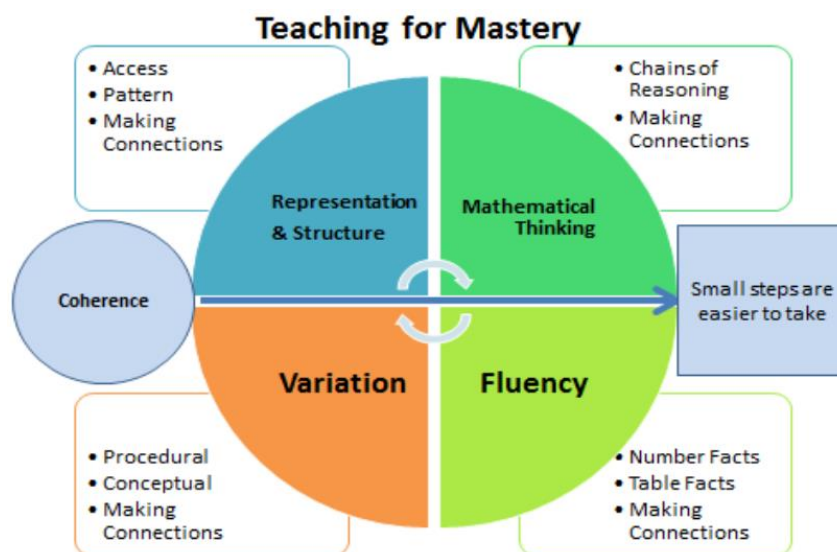 Teaching for Mastery
• Access
• Pattern
• Making
Connections
• Chains of
Reasoning
• Making
Connections
Representation
& Structure
Mathematical
Thinking
Coherence
Small steps are
easier to take
Variation
Fluency
• Procedural
• Conceptual
• Making
Connections
• Number Facts
• Table Facts
• Making
Connections